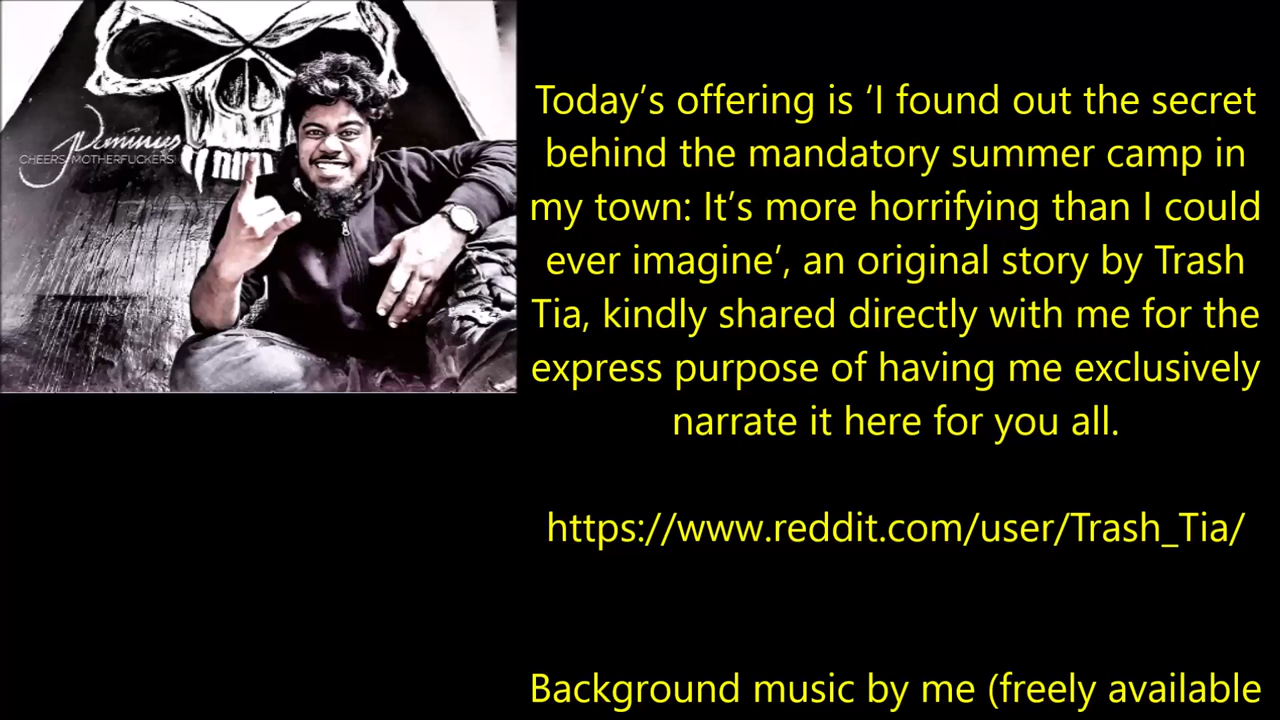 CHEERS MOTHERFUCKERS!
Today’s offering is ‘I found out the secret
behind the mandatory summer camp in
my town: It’s more horrifying than I could
ever imagine’, an original story by Trash
Tia, kindly shared directly with me for the
express purpose of having me exclusively
narrate it here for you all.
https://www.reddit.com/user/Trash_Tia/
Background music by me (freely available